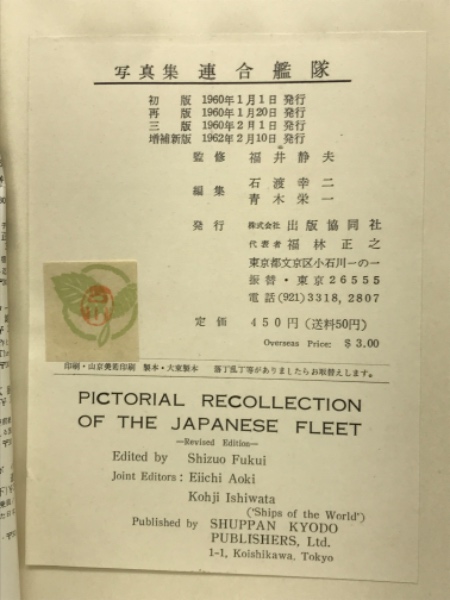 写真集 連合艦隊
初版 1960年1月1日 発行
再版 1960年1月20日 発行
三版 1960年2月1日 発行
増補新版 1962年2月10日 発行
監修 福井静夫
編集 石渡幸二
青木栄一
発行 株式会社 出版協同社
代表者 福林正之
東京都文京区小石川一の一
振替・東京26555
電話(921)3318, 2807
定価 450円(送料50円)
Overseas Price: $3,00
印刷・山京美術印刷 製本・大東製本 落丁乱丁等がありましたらお取替えします。
PICTORIAL RECOLLECTION
OF THE JAPANESE FLEET
—Revised Edition—
Edited by Shizuo Fukui
Joint Editors: Eiichi Aoki
Kohji Ishiwata
('Ships of the World')
Published by SHUPPAN KYODO
PUBLISHERS, Ltd.
1-1, Koishikawa, Tokyo